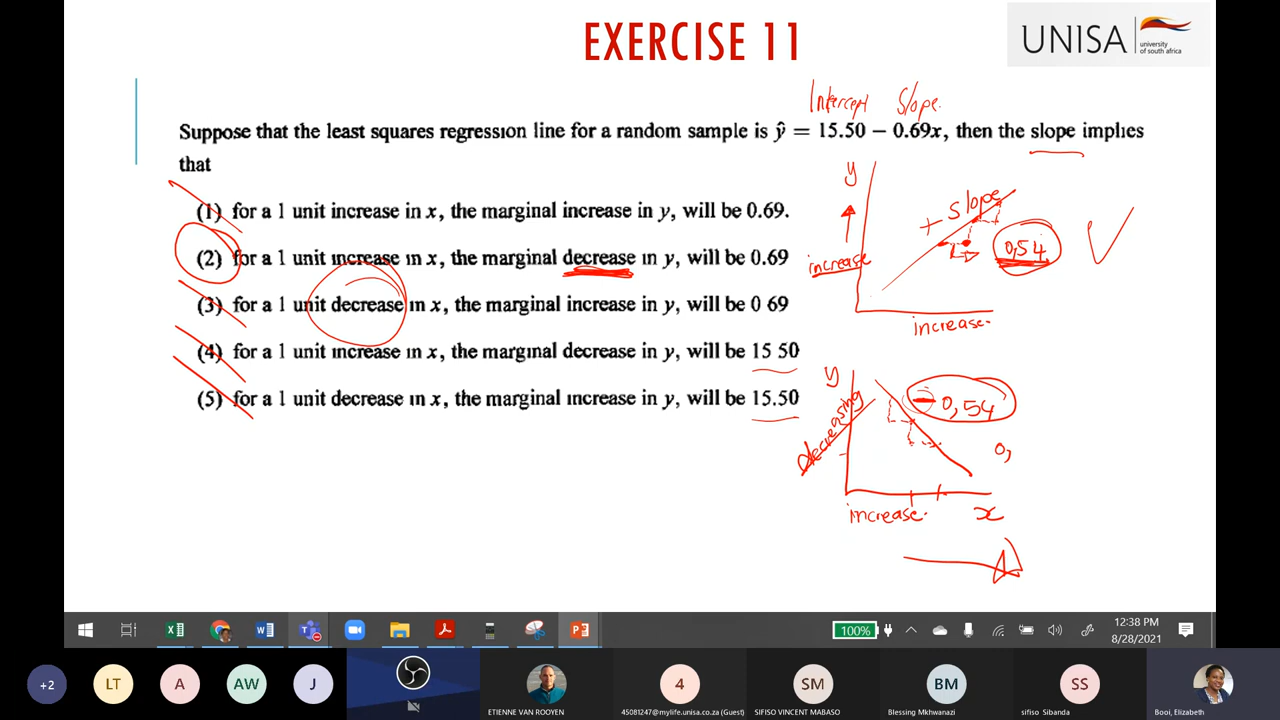 EXERCISE 11
UNISA
university
of south africa
Intercept Slope.
Suppose that the least squares regression line for a random sample is ŷ = 15.50 − 0.69x, then the slope implies
that
(1) for a 1 unit increase in x, the marginal increase in y, will be 0.69.
(2) for a 1 unit increase in x, the marginal decrease in y, will be 0.69
(3) for a 1 unit decrease in x, the marginal increase in y, will be 0 69
(4) for a 1 unit increase in x, the marginal decrease in y, will be 15 50
(5) for a 1 unit decrease in x, the marginal increase in y, will be 15.50
y
+ Slope
0,54
increase
increase.
y
decreasing
- 0,54
0,
increase.
x
100%
12:38 PM
8/28/2021
+2
LT
A
AW
J
ETIENNE VAN ROOYEN
4
45081247@mylife.unisa.co.za (Guest)
SM
SIFISO VINCENT MABASO
BM
Blessing Mkhwanazi
SS
sifiso Sibanda
Booi, Elizabeth